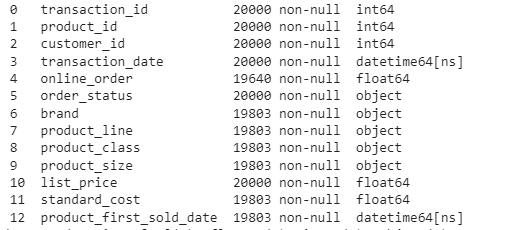 0 transaction_id 20000 non-null int64
1 product_id 20000 non-null int64
2 customer_id 20000 non-null int64
3 transaction_date 20000 non-null datetime64[ns]
4 online_order 19640 non-null float64
5 order_status 20000 non-null object
6 brand 19803 non-null object
7 product_line 19803 non-null object
8 product_class 19803 non-null object
9 product_size 19803 non-null object
10 list_price 20000 non-null float64
11 standard_cost 19803 non-null float64
12 product_first_sold_date 19803 non-null datetime64[ns]